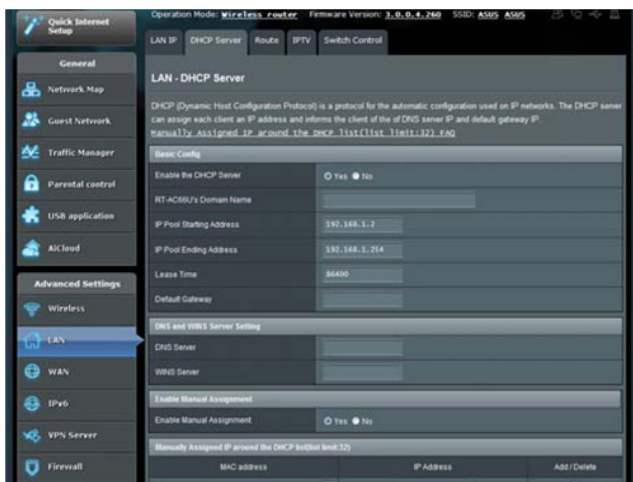 Quick Internet
Setup
Operation Mode: Wireless router Firmware Version: 3.0.0.4.260 SSID: ASUS ASUS
LAN IP DHCP Server Route IPTV Switch Control
General
Network Map
Guest Network
Traffic Manager
Parental control
USB application
AiCloud
Advanced Settings
Wireless
LAN
WAN
IPv6
VPN Server
Firewall
LAN - DHCP Server
DHCP (Dynamic Host Configuration Protocol) is a protocol for the automatic configuration used on IP networks. The DHCP server
can assign each client an IP address and informs the client of the of DNS server IP and default gateway IP.
Manually Assigned IP around the DHCP list(list limit:32) FAQ
Basic Config
Enable the DHCP Server Yes No
RT-AC66U's Domain Name
IP Pool Starting Address 192.168.1.2
IP Pool Ending Address 192.168.1.254
Lease Time 86400
Default Gateway
DNS and WINS Server Setting
DNS Server
WINS Server
Enable Manual Assignment
Enable Manual Assignment Yes No
Manually Assigned IP around the DHCP list(list limit:32)
MAC address IP Address Add / Delete